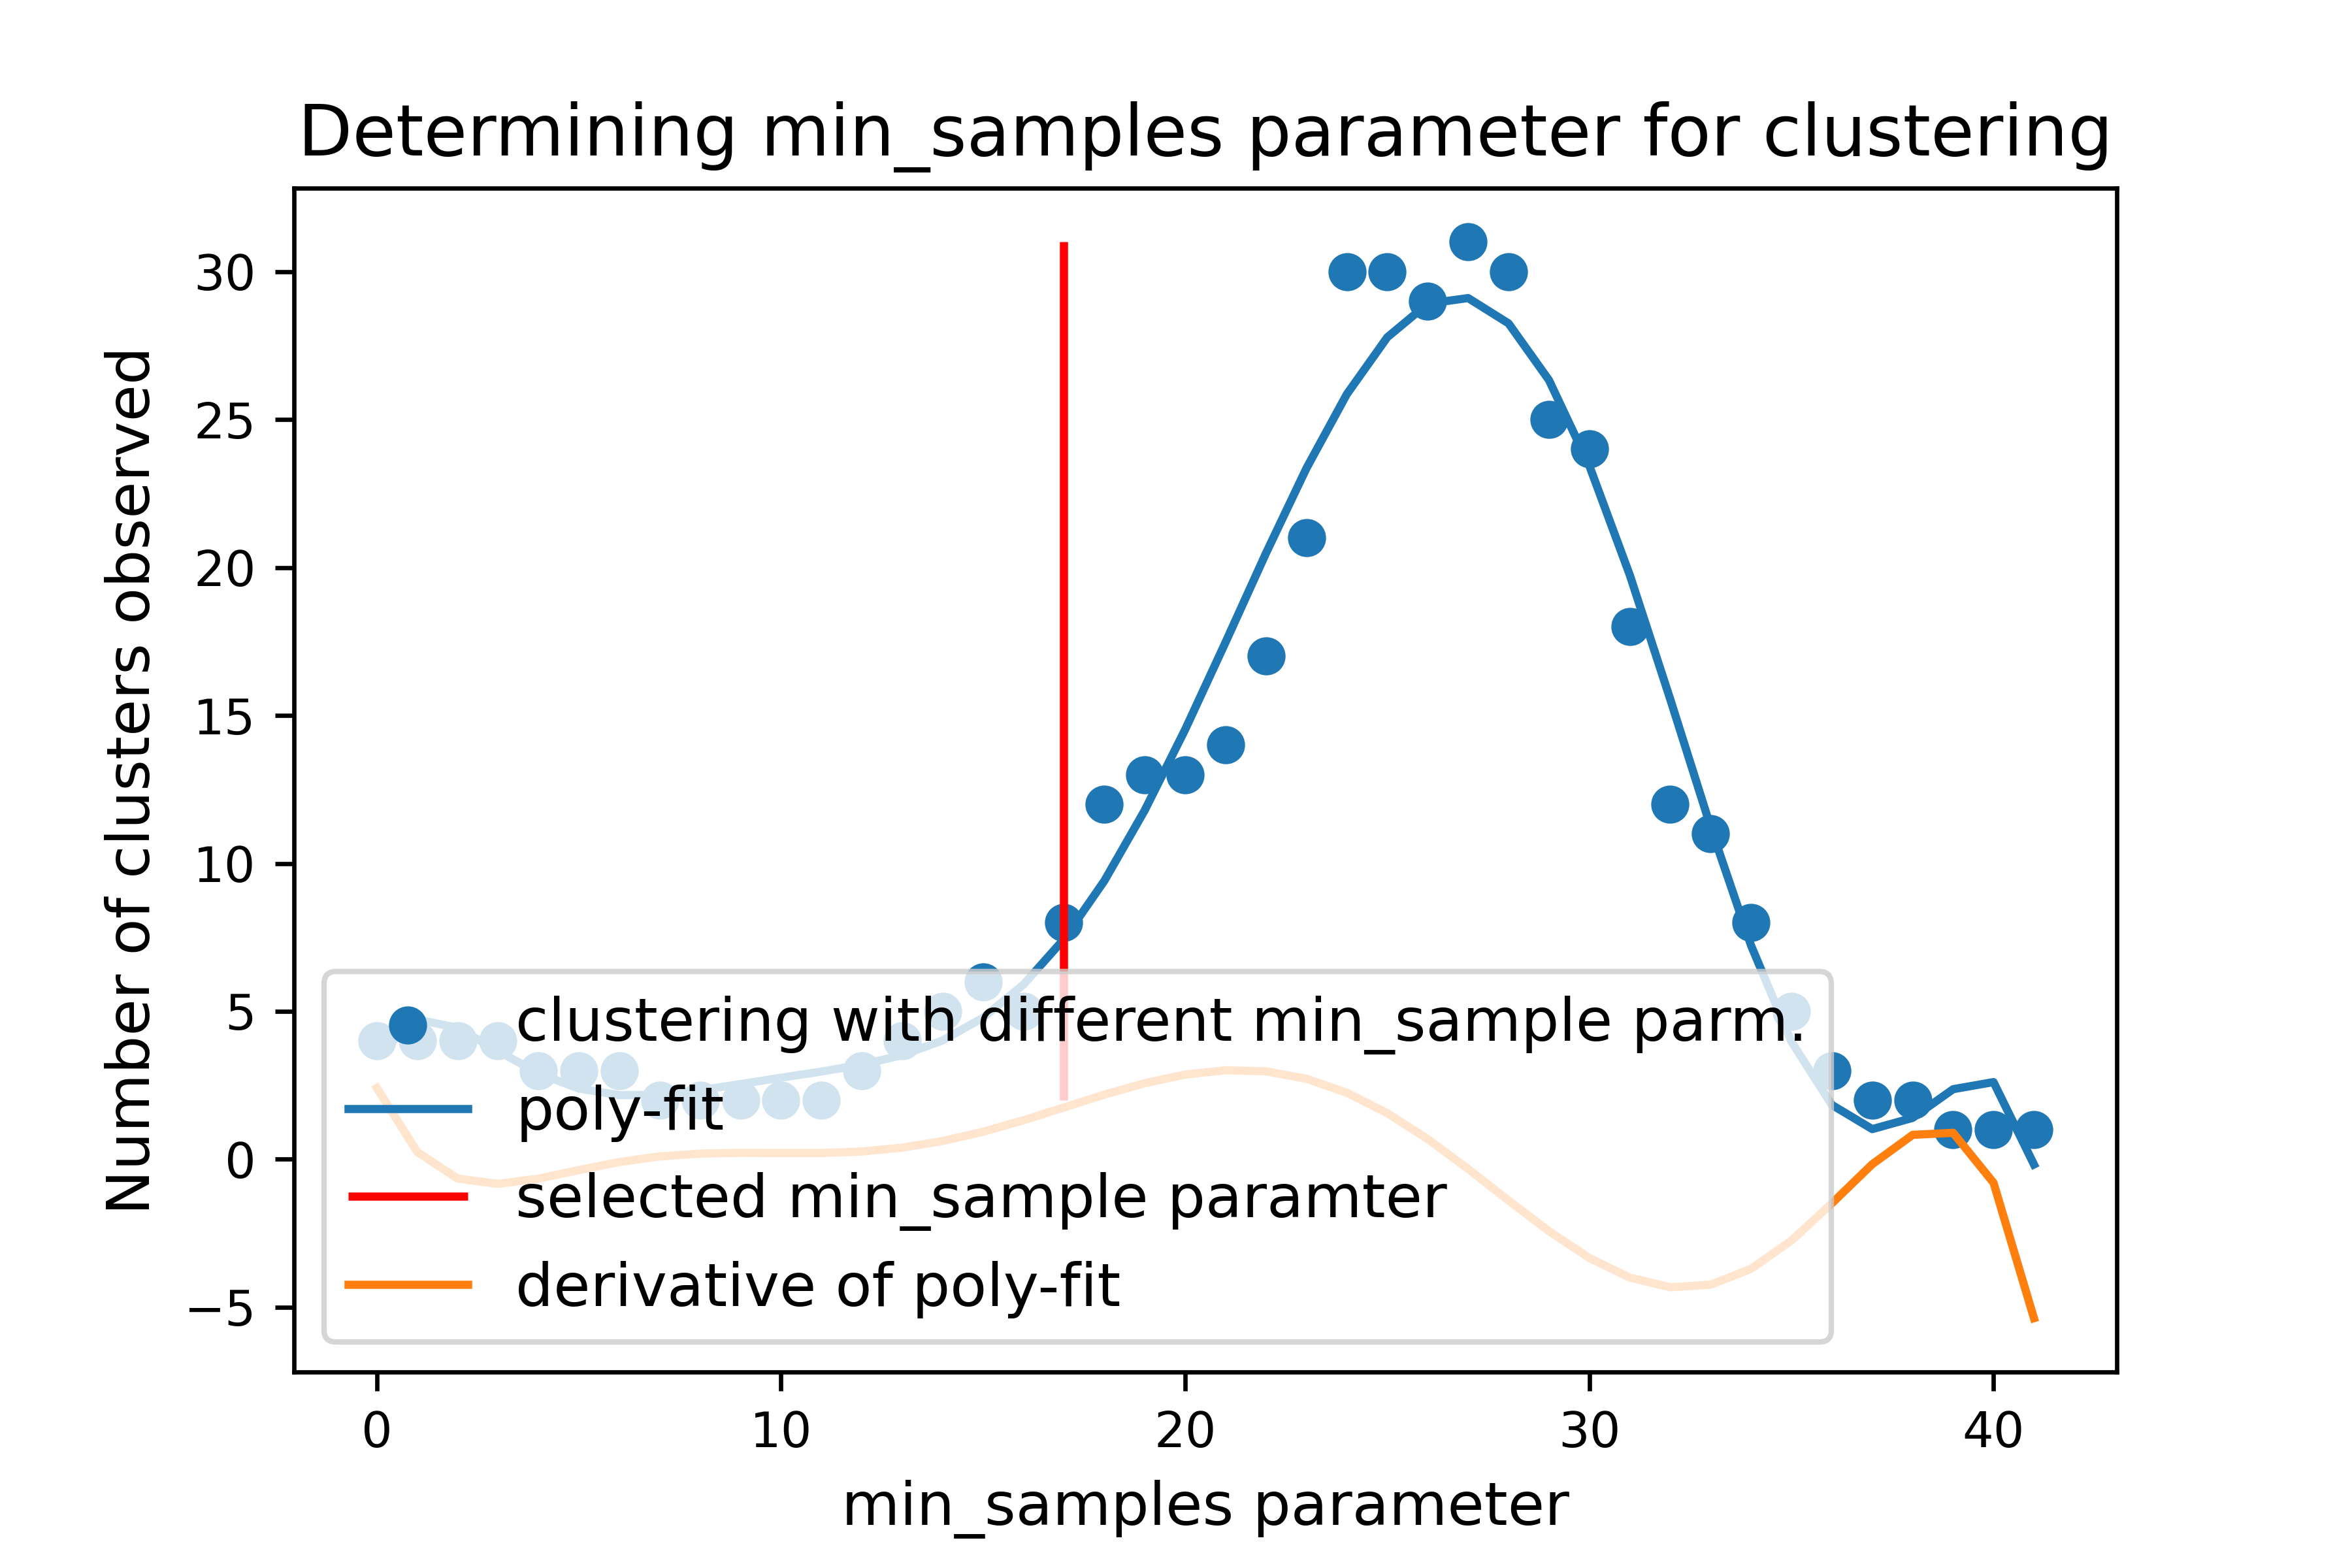 Determining min_samples parameter for clustering
Number of clusters observed
30
25
20
15
10
5
0
−5
clustering with different min_sample parm.
poly-fit
selected min_sample paramter
derivative of poly-fit
0 10 20 30 40
min_samples parameter